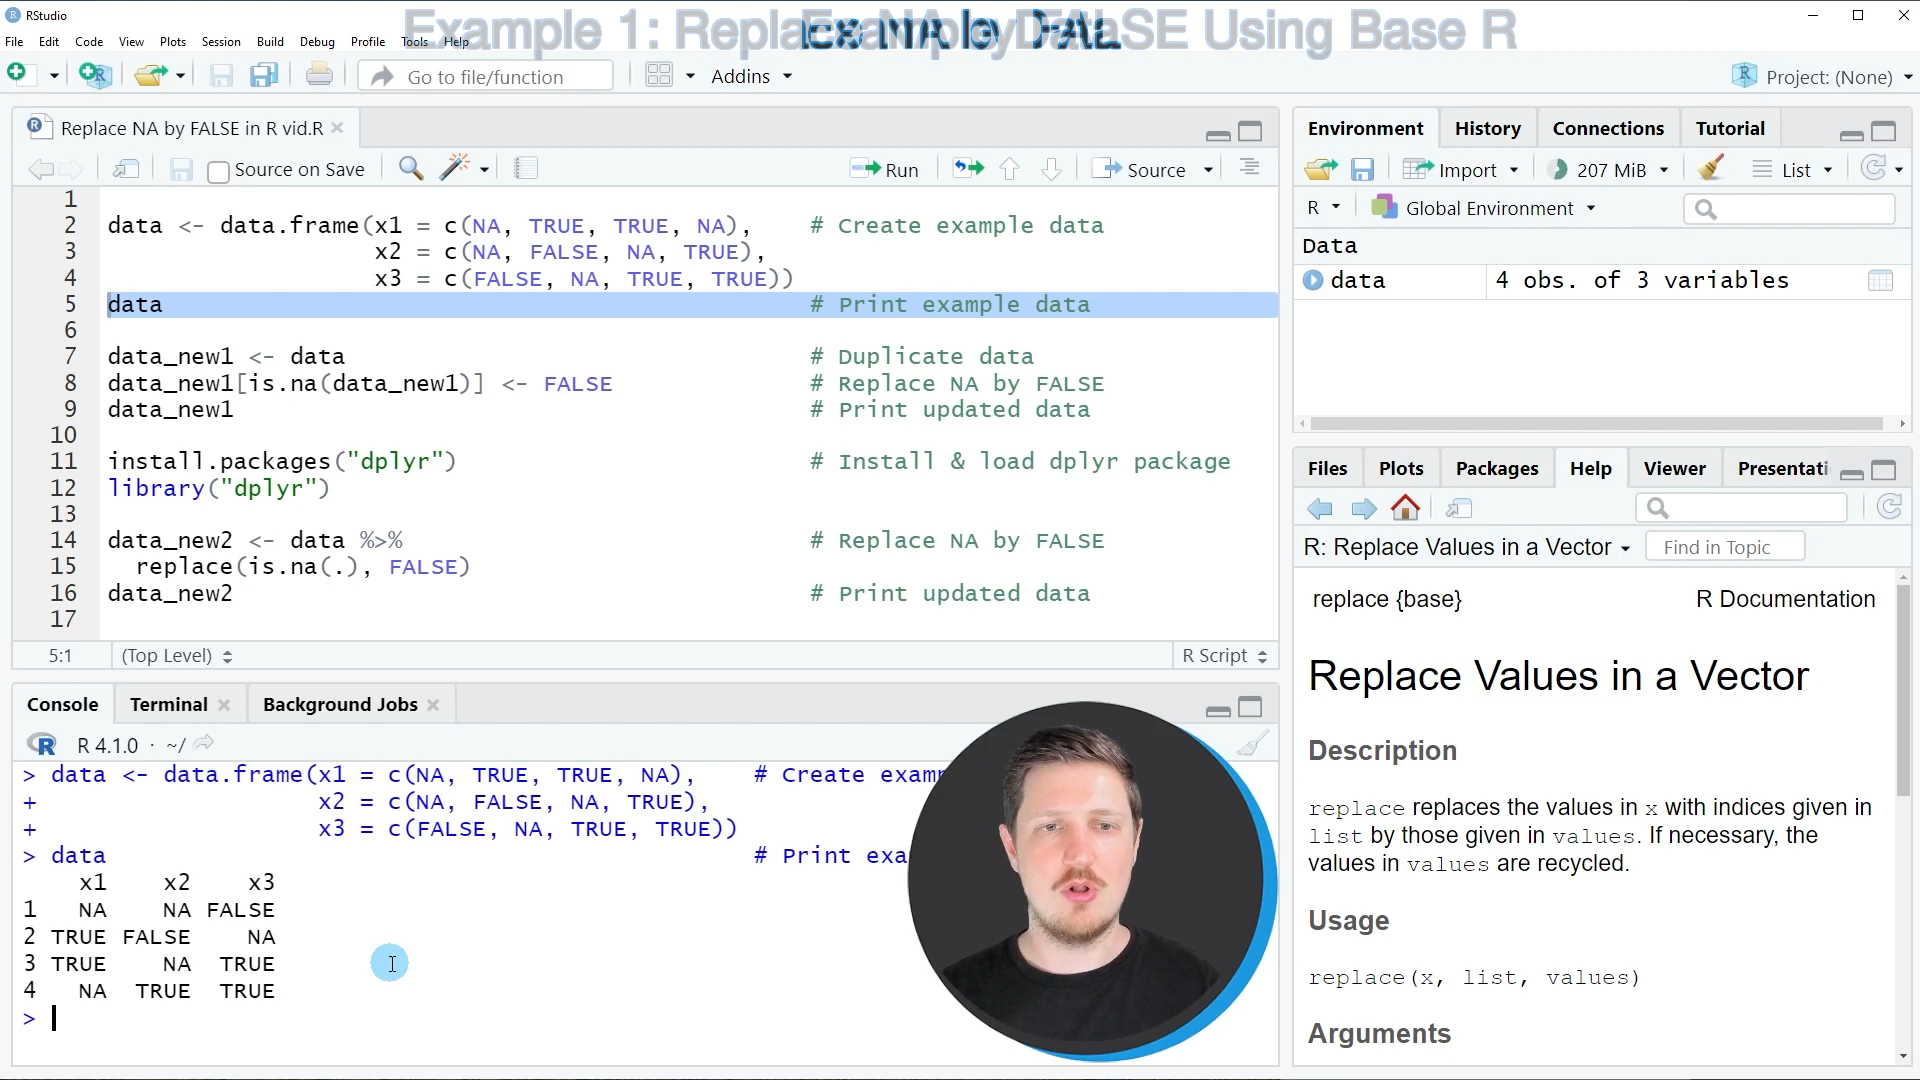 RStudio
Example 1: Replace NA by FALSE Using Base R
File Edit Code View Plots Session Build Debug Profile Tools Help
Go to file/function Addins Project: (None)
Replace NA by FALSE in R vid.R
Source on Save Run Source
1
2 data <- data.frame(x1 = c(NA, TRUE, TRUE, NA), # Create example data
3 x2 = c(NA, FALSE, NA, TRUE),
4 x3 = c(FALSE, NA, TRUE, TRUE))
5 data # Print example data
6
7 data_new1 <- data # Duplicate data
8 data_new1[is.na(data_new1)] <- FALSE # Replace NA by FALSE
9 data_new1 # Print updated data
10
11 install.packages("dplyr") # Install & load dplyr package
12 library("dplyr")
13
14 data_new2 <- data %>% # Replace NA by FALSE
15 replace(is.na(.), FALSE)
16 data_new2 # Print updated data
17
5:1 (Top Level) R Script
Console Terminal Background Jobs
R 4.1.0 · ~/
> data <- data.frame(x1 = c(NA, TRUE, TRUE, NA), # Create exam
+ x2 = c(NA, FALSE, NA, TRUE),
+ x3 = c(FALSE, NA, TRUE, TRUE))
> data # Print exa
x1 x2 x3
1 NA NA FALSE
2 TRUE FALSE NA
3 TRUE NA TRUE
4 NA TRUE TRUE
>
Environment History Connections Tutorial
Import 207 MiB List
R Global Environment
Data
data 4 obs. of 3 variables
Files Plots Packages Help Viewer Presentati
R: Replace Values in a Vector Find in Topic
replace {base} R Documentation
Replace Values in a Vector
Description
replace replaces the values in x with indices given in
list by those given in values. If necessary, the
values in values are recycled.
Usage
replace(x, list, values)
Arguments